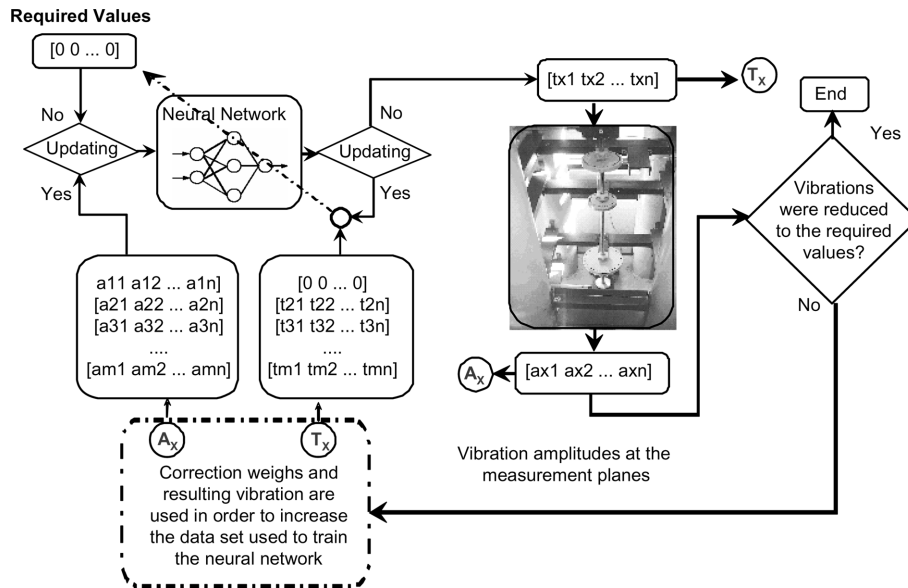 Required Values
[0 0 ... 0]
No
Updating
Yes
Neural Network
No
Updating
Yes
[tx1 tx2 ... txn]
Tx
End
Yes
Vibrations
were reduced
to the required
values?
No
a11 a12 ... a1n]
[a21 a22 ... a2n]
[a31 a32 ... a3n]
....
[am1 am2 ... amn]
[0 0 ... 0]
[t21 t22 ... t2n]
[t31 t32 ... t3n]
....
[tm1 tm2 ... tmn]
Ax
[ax1 ax2 ... axn]
Ax
Tx
Correction weighs and
resulting vibration are
used in order to increase
the data set used to train
the neural network
Vibration amplitudes at the
measurement planes